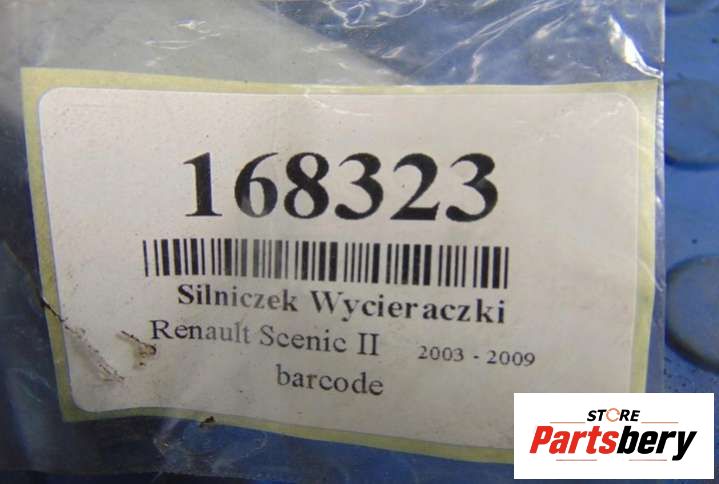 168323
Silniczek Wycieraczki
Renault Scenic II 2003 - 2009
barcode
STORE
Partsbery